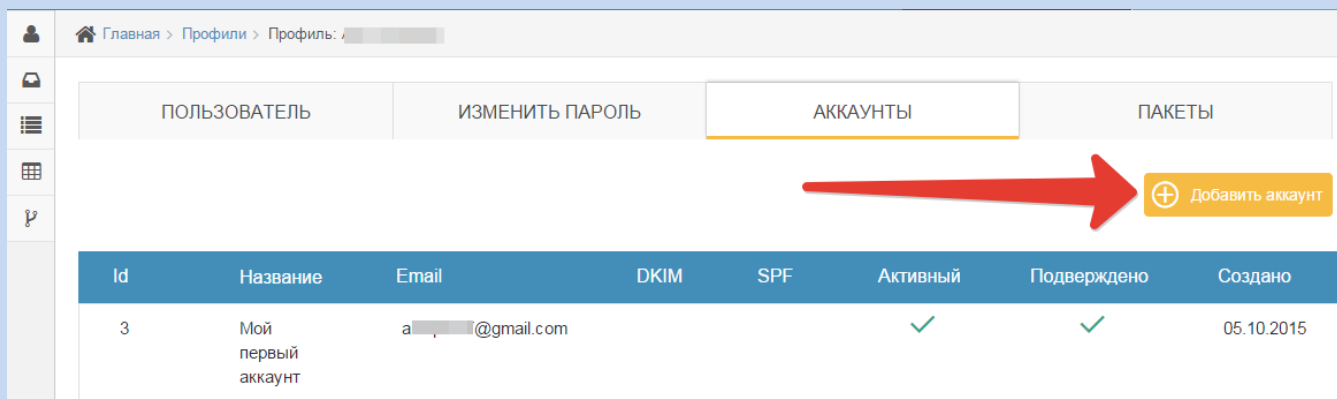 Главная > Профили > Профиль:
ПОЛЬЗОВАТЕЛЬ ИЗМЕНИТЬ ПАРОЛЬ АККАУНТЫ ПАКЕТЫ
Добавить аккаунт
Id Название Email DKIM SPF Активный Подтверждено Создано
3 Мой первый аккаунт a @gmail.com 05.10.2015